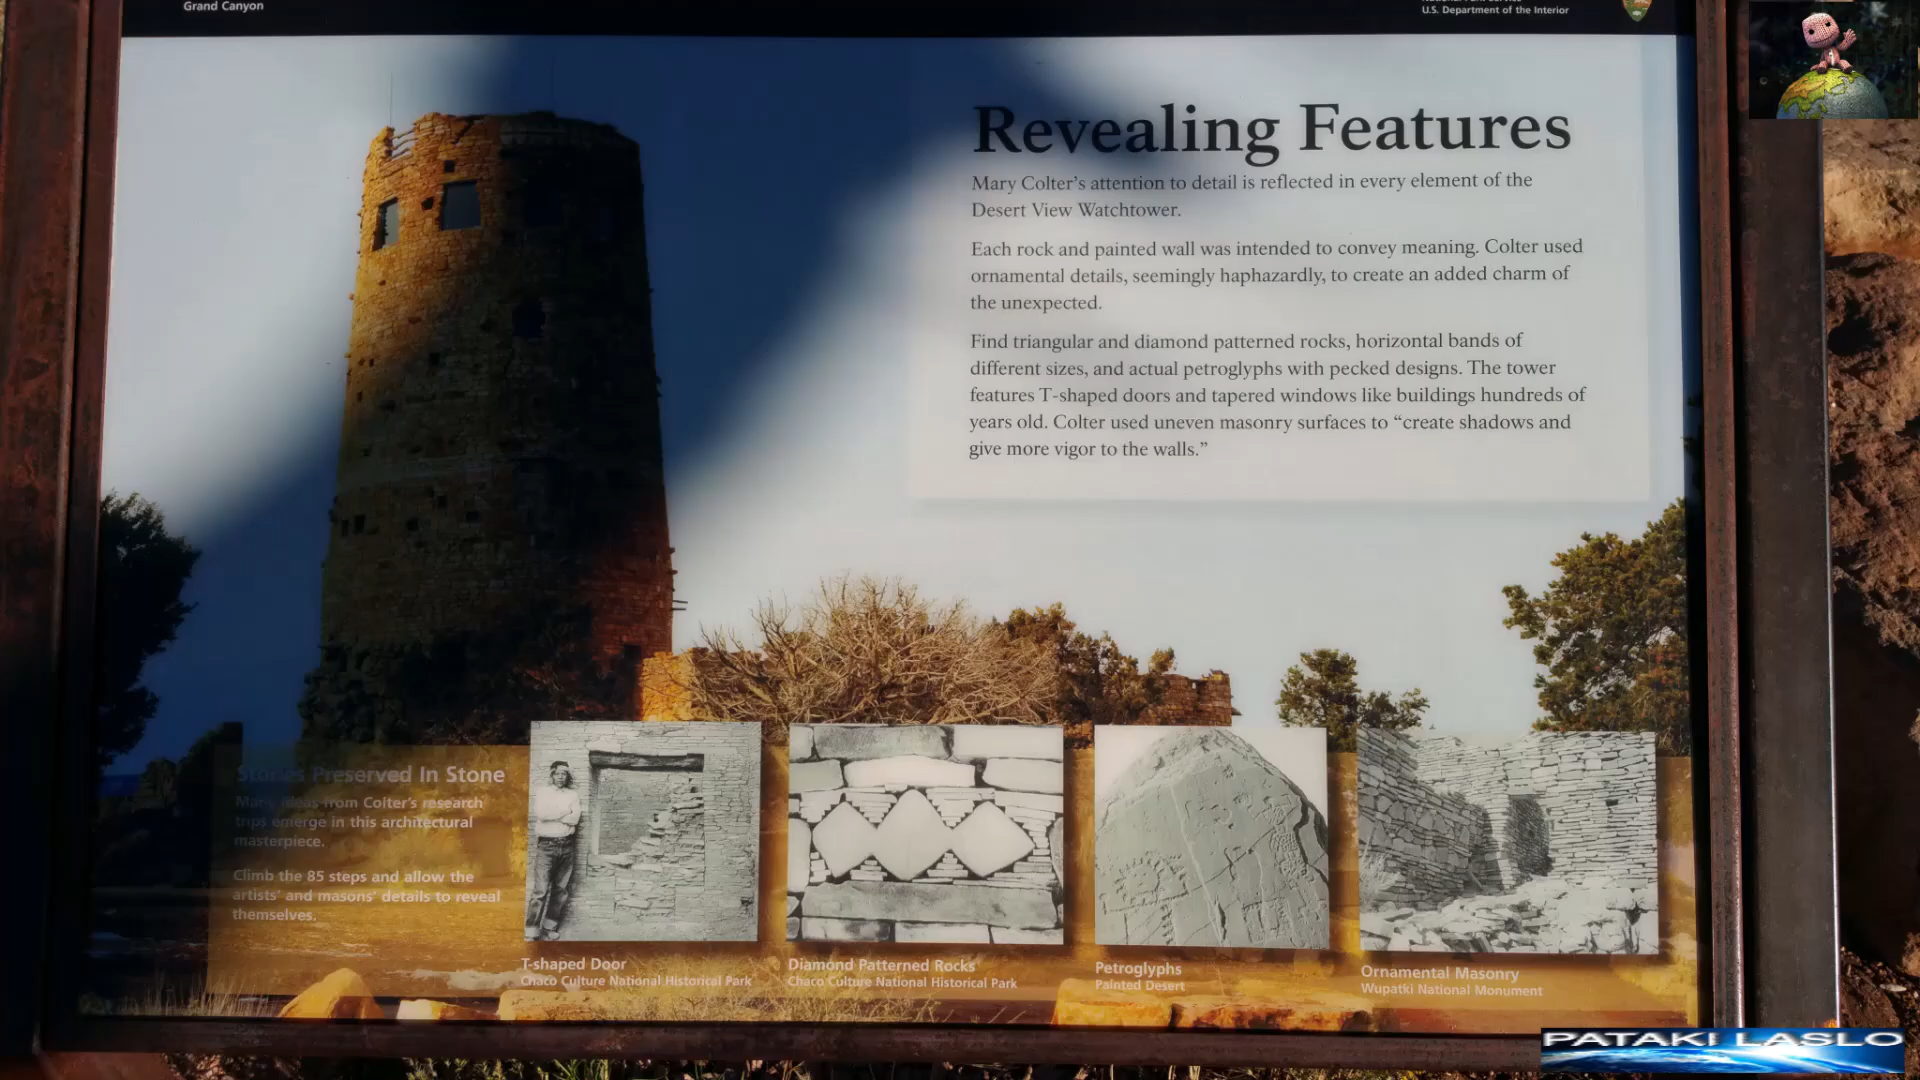 Grand Canyon
U.S. Department of the Interior
Revealing Features
Mary Colter's attention to detail is reflected in every element of the
Desert View Watchtower.
Each rock and painted wall was intended to convey meaning. Colter used
ornamental details, seemingly haphazardly, to create an added charm of
the unexpected.
Find triangular and diamond patterned rocks, horizontal bands of
different sizes, and actual petroglyphs with pecked designs. The tower
features T-shaped doors and tapered windows like buildings hundreds of
years old. Colter used uneven masonry surfaces to “create shadows and
give more vigor to the walls.”
Stories Preserved In Stone
Many ideas from Colter's research
trips emerge in this architectural
masterpiece.
Climb the 85 steps and allow the
artists' and masons' details to reveal
themselves.
T-shaped Door
Chaco Culture National Historical Park
Diamond Patterned Rocks
Chaco Culture National Historical Park
Petroglyphs
Painted Desert
Ornamental Masonry
Wupatki National Monument
PATAKI LASLO